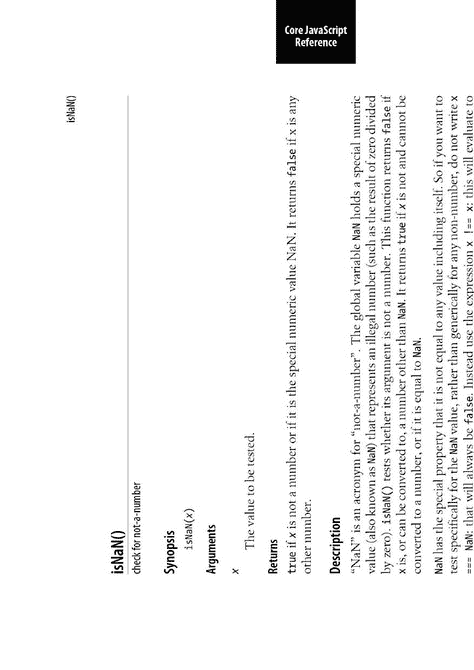 Core JavaScript
Reference
isNaN()
isNaN()
check for not-a-number
Synopsis
isNaN(x)
Arguments
x
The value to be tested.
Returns
true if x is not a number or if it is the special numeric value NaN. It returns false if x is any
other number.
Description
“NaN” is an acronym for “not-a-number”. The global variable NaN holds a special numeric
value (also known as NaN) that represents an illegal number (such as the result of zero divided
by zero). isNaN() tests whether its argument is not a number. This function returns false if
x is, or can be converted to, a number other than NaN. It returns true if x is not and cannot be
converted to a number, or if it is equal to NaN.
NaN has the special property that it is not equal to any value including itself. So if you want to
test specifically for the NaN value, rather than generically for any non-number, do not write x
=== NaN: that will always be false. Instead use the expression x !== x: this will evaluate to